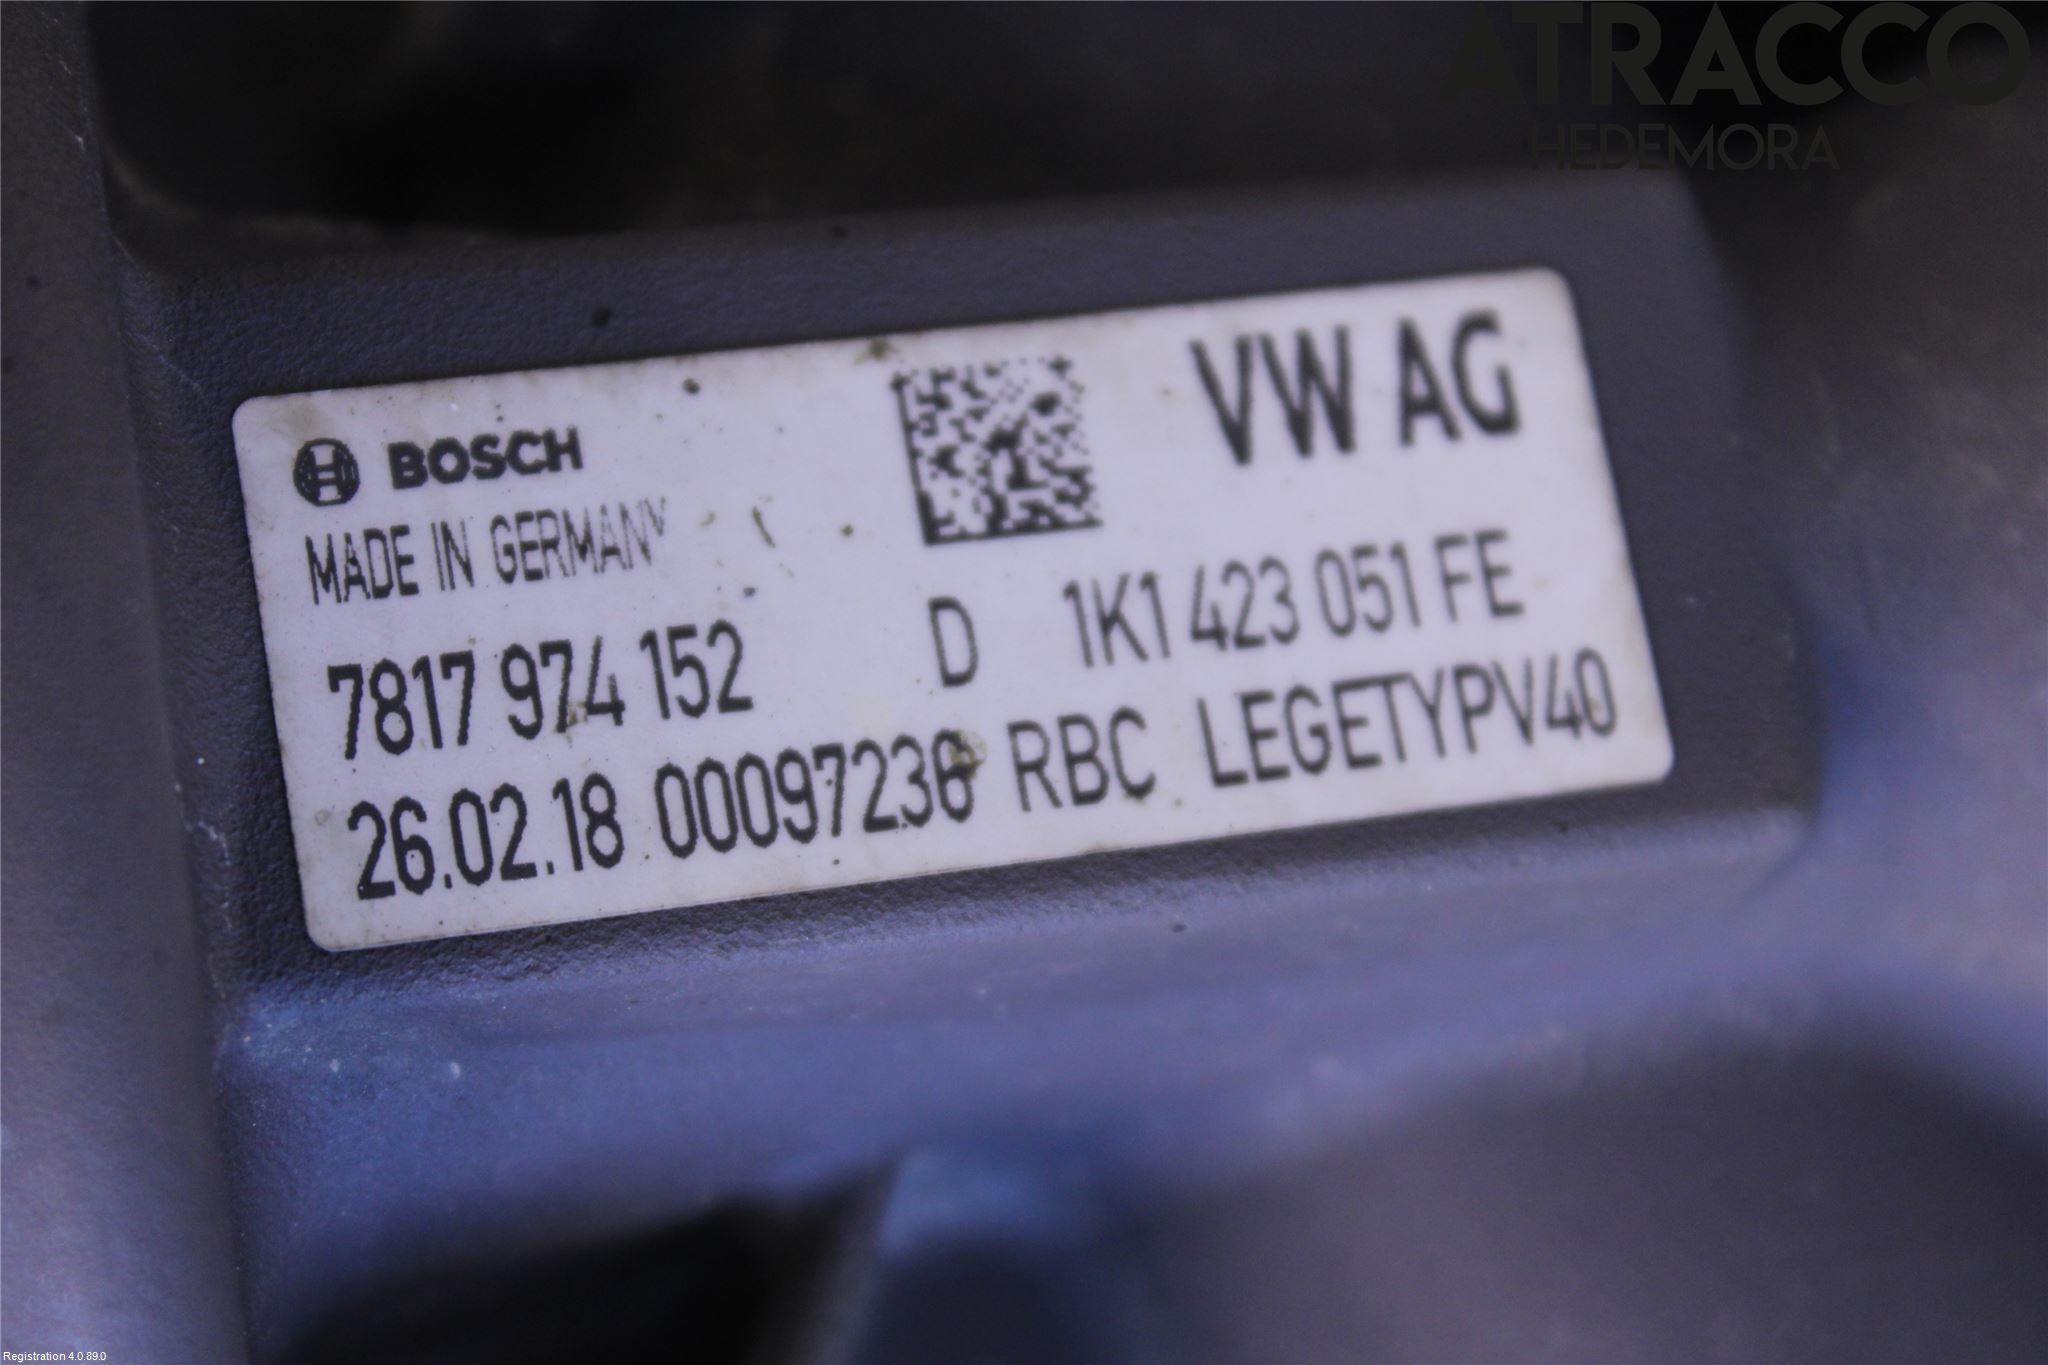 ATRACCO
HEDEMORA
BOSCH
VW AG
MADE IN GERMANY
7817 974 152 D 1K1 423 051 FE
26.02.18 00097236 RBC LEGETYPV40
Registration 4.0.89.0